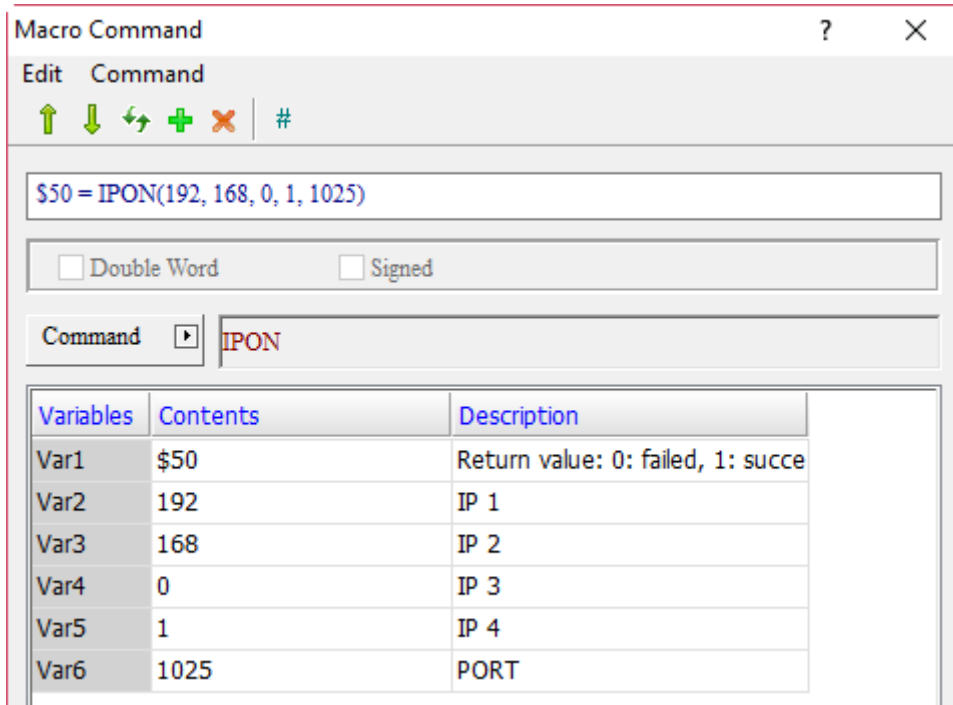 Macro Command ? ×
Edit Command
#
$50 = IPON(192, 168, 0, 1, 1025)
Double Word Signed
Command IPON
Variables Contents Description
Var1 $50 Return value: 0: failed, 1: succe
Var2 192 IP 1
Var3 168 IP 2
Var4 0 IP 3
Var5 1 IP 4
Var6 1025 PORT